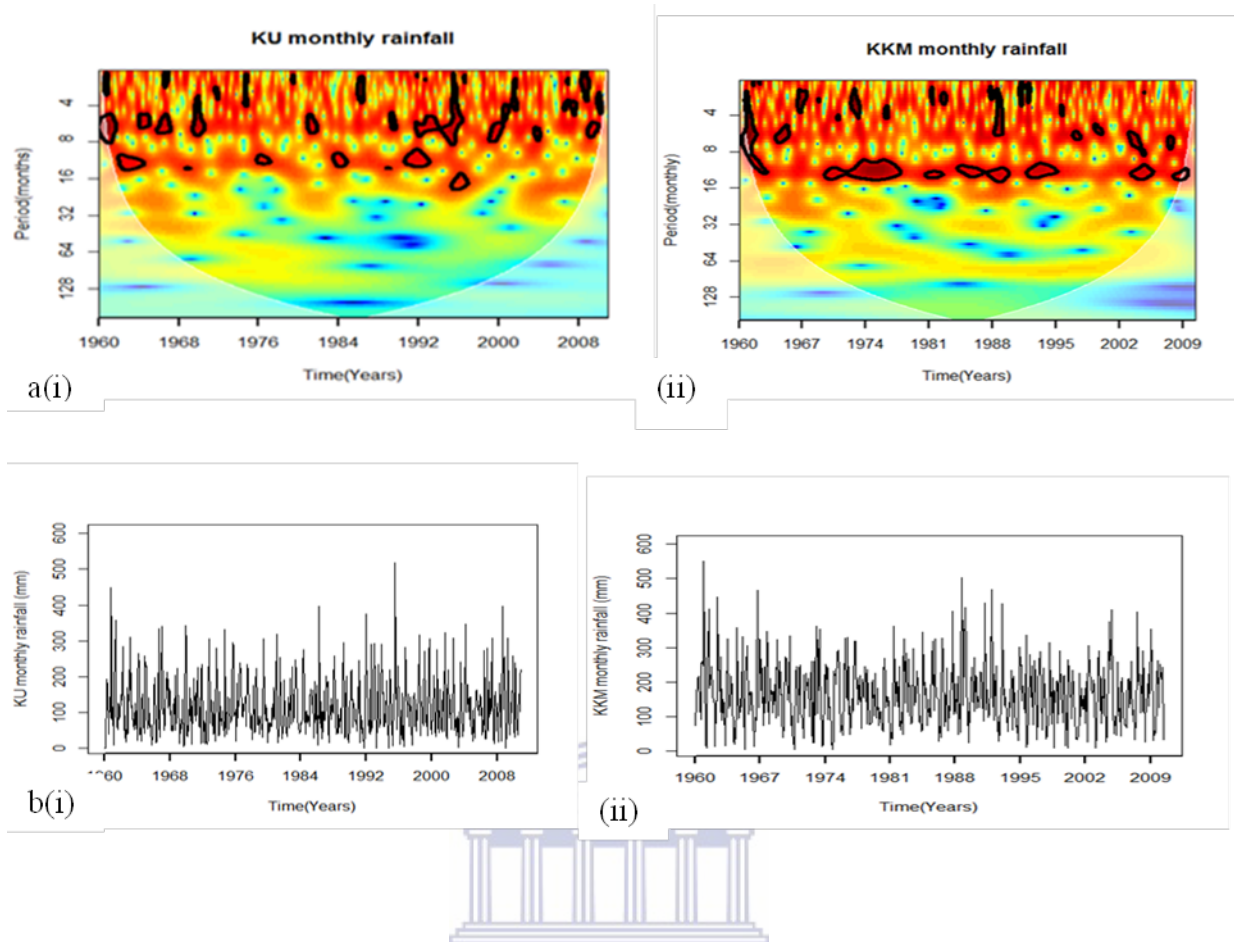 KU monthly rainfall
Period(months)
4
8
16
32
64
128
1960 1968 1976 1984 1992 2000 2008
Time(Years)
a(i)
KKM monthly rainfall
Period(monthly)
4
8
16
32
64
128
1960 1967 1974 1981 1988 1995 2002 2009
Time(Years)
(ii)
KU monthly rainfall (mm)
600
500
400
300
200
100
0
1968 1976 1984 1992 2000 2008
Time(Years)
b(i)
KKM monthly rainfall (mm)
600
500
400
300
200
100
0
1960 1967 1974 1981 1988 1995 2002 2009
Time(Years)
(ii)